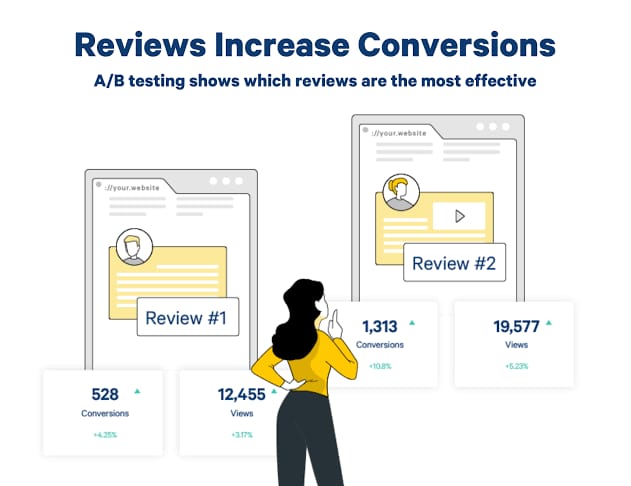 Reviews Increase Conversions
A/B testing shows which reviews are the most effective
://your.website
Review #1
528
Conversions
+4.25%
12,455
Views
+3.17%
://your.website
Review #2
1,313
Conversions
+10.8%
19,577
Views
+5.23%